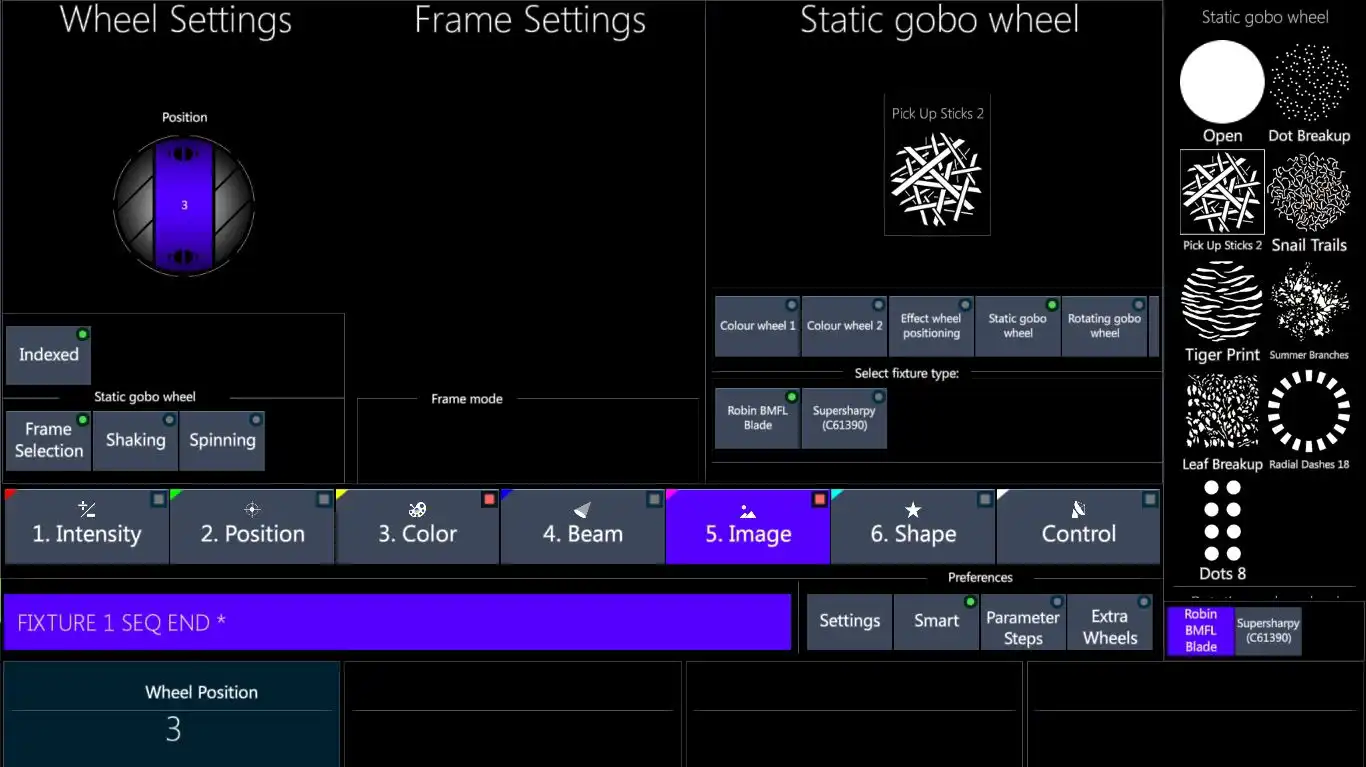 Wheel Settings
Frame Settings
Static gobo wheel
Position
3
Indexed
Static gobo wheel
Frame
Selection
Shaking
Spinning
Frame mode
Pick Up Sticks 2
Colour wheel 1
Colour wheel 2
Effect wheel
positioning
Static gobo
wheel
Rotating gobo
wheel
Select fixture type:
Robin BMFL
Blade
Supersharpy
(C61390)
Static gobo wheel
Open
Dot Breakup
Pick Up Sticks 2
Snail Trails
Tiger Print
Summer Branches
Leaf Breakup
Radial Dashes 18
Dots 8
1. Intensity
2. Position
3. Color
4. Beam
5. Image
6. Shape
Control
Preferences
FIXTURE 1 SEQ END *
Settings
Smart
Parameter
Steps
Extra
Wheels
Robin
BMFL
Blade
Supersharpy
(C61390)
Wheel Position
3